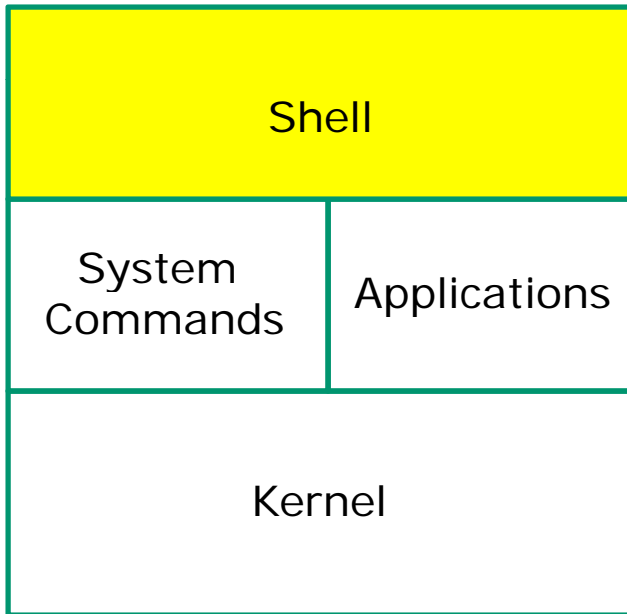 Shell
System
Commands
Applications
Kernel